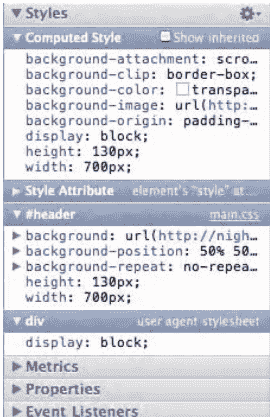 Styles
Computed Style Show inherited
background-attachment: scro...
background-clip: border-box;
background-color: transpa...
background-image: url(http:...
background-origin: padding-...
display: block;
height: 130px;
width: 700px;
Style Attribute element's "style" at ...
#header main.css
background: url(http://nigh...
background-position: 50% 50...
background-repeat: no-repea...
height: 130px;
width: 700px;
div user agent stylesheet
display: block;
Metrics
Properties
Event Listeners